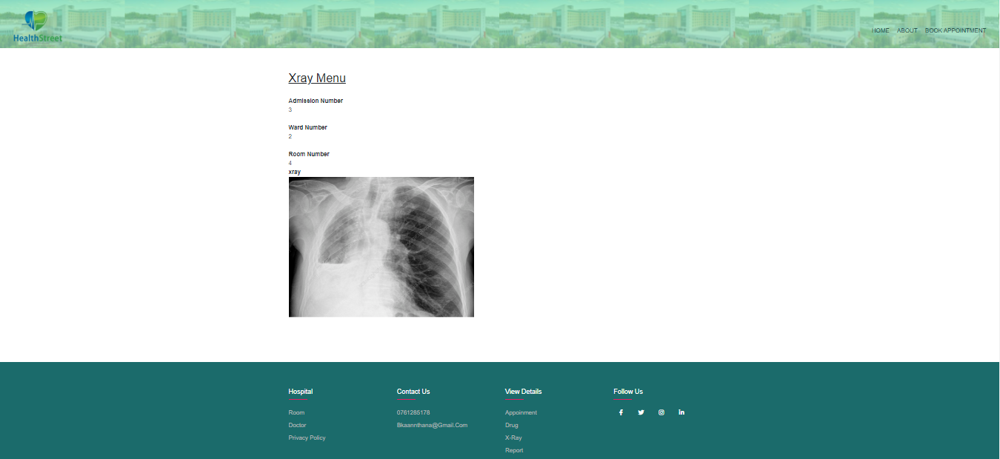 HealthStreet
HOME ABOUT BOOK APPOINTMENT
Xray Menu
Admission Number
3
Ward Number
2
Room Number
4
xray
Hospital
Room
Doctor
Privacy Policy
Contact Us
0761285178
Bkaannthana@Gmail.Com
View Details
Appoinment
Drug
X-Ray
Report
Follow Us